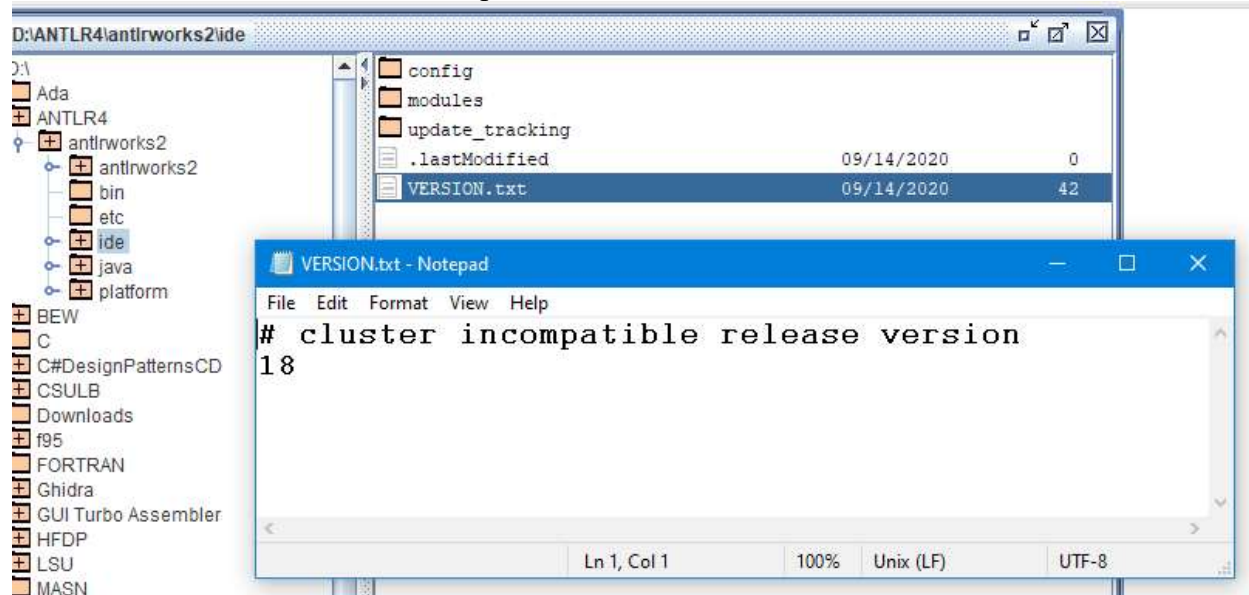 D:\ANTLR4\antlrworks2\ide
D:\
Ada
ANTLR4
antlrworks2
antlrworks2
bin
etc
ide
java
platform
BEW
C
C#DesignPatternsCD
CSULB
Downloads
f95
FORTRAN
Ghidra
GUI Turbo Assembler
HFDP
LSU
MASN
config
modules
update_tracking
.lastModified 09/14/2020 0
VERSION.txt 09/14/2020 42
VERSION.txt - Notepad
File Edit Format View Help
# cluster incompatible release version
18
Ln 1, Col 1 100% Unix (LF) UTF-8